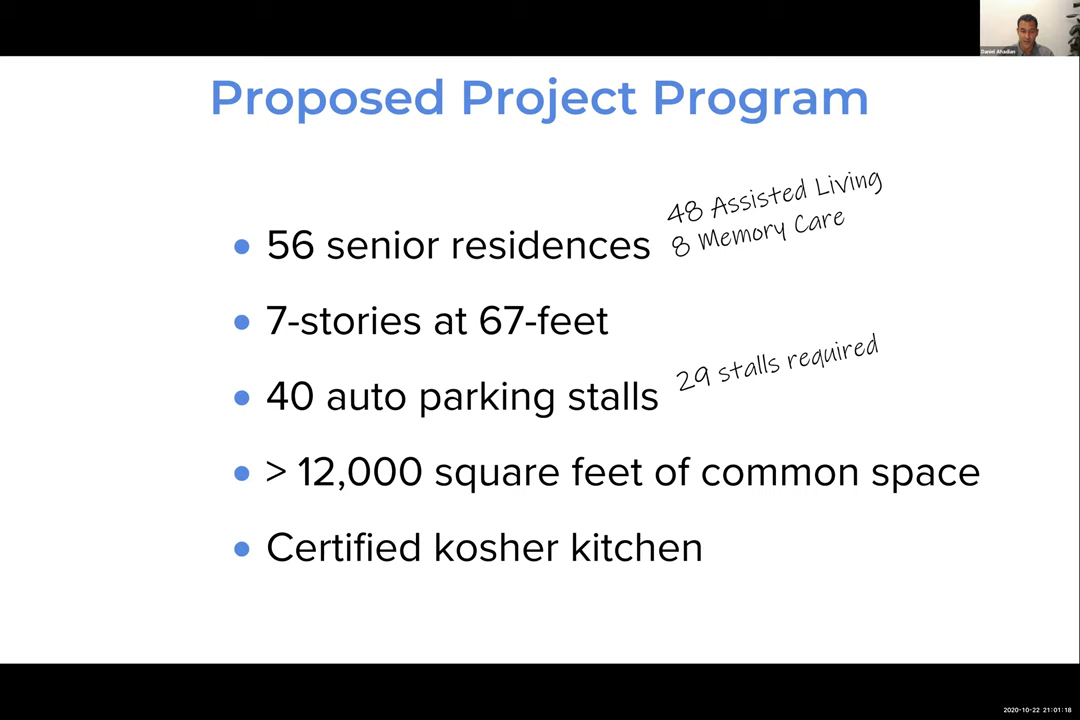 Daniel Ahadian
Proposed Project Program
48 Assisted Living
8 Memory Care
• 56 senior residences
• 7-stories at 67-feet
29 stalls required
• 40 auto parking stalls
• > 12,000 square feet of common space
• Certified kosher kitchen
2020-10-22 21:01:18